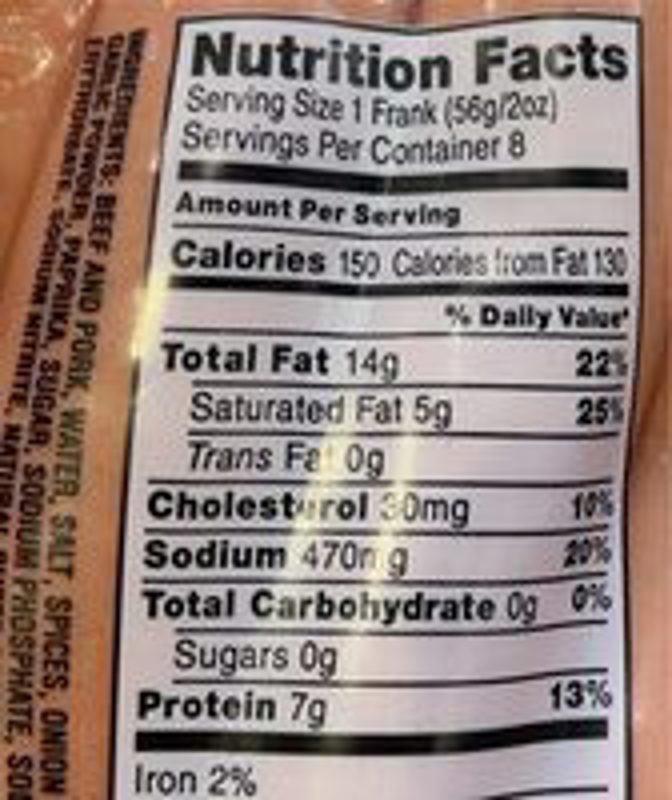 Nutrition Facts
Serving Size 1 Frank (56g/2oz)
Servings Per Container 8
Amount Per Serving
Calories 150 Calories from Fat 130
% Daily Value*
Total Fat 14g 22%
Saturated Fat 5g 25%
Trans Fat 0g
Cholesterol 30mg 10%
Sodium 470mg 20%
Total Carbohydrate 0g 0%
Sugars 0g
Protein 7g 13%
Iron 2%
INGREDIENTS: BEEF AND PORK, WATER, SALT, SPICES, ONION
GARLIC POWDER, PAPRIKA, SUGAR, SODIUM PHOSPHATE, SO
ERYTHORBATE, SODIUM NITRITE, NATURAL